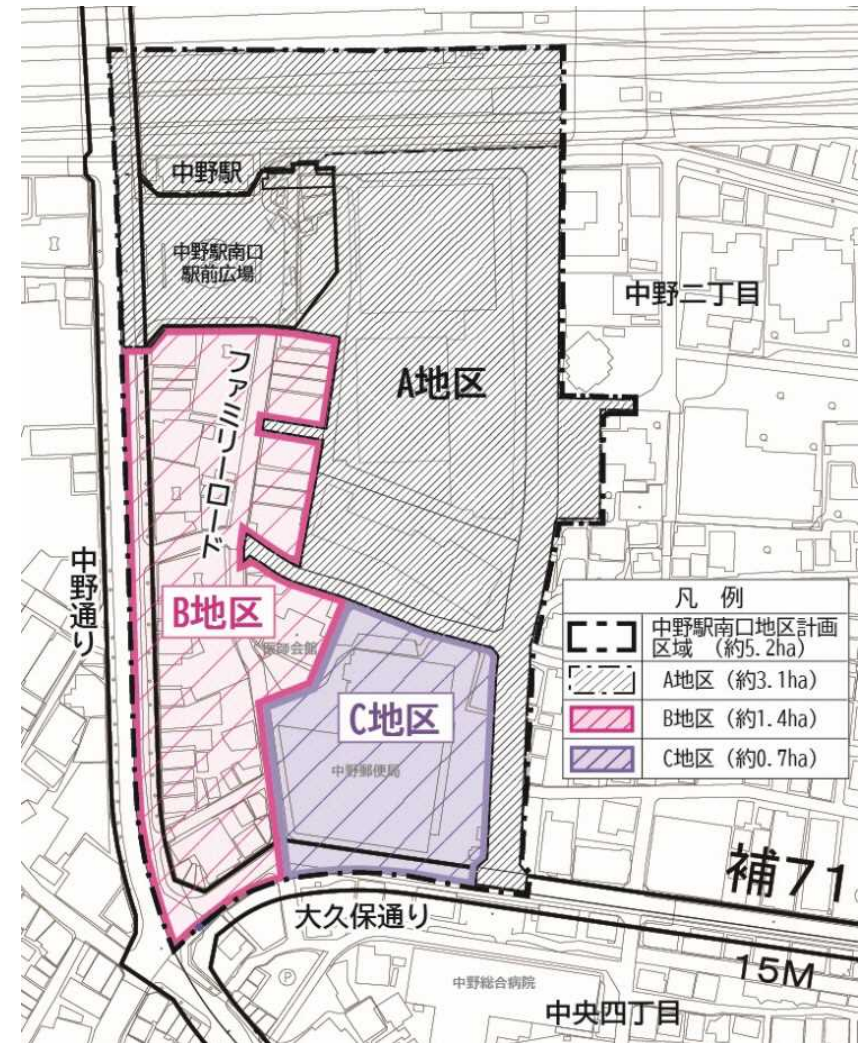 中野駅
中野駅南口
駅前広場
中野二丁目
A地区
ファミリーロード
中野通り
B地区
医師会館
C地区
中野郵便局
凡 例
中野駅南口地区計画
区域 (約5.2ha)
A地区 (約3.1ha)
B地区 (約1.4ha)
C地区 (約0.7ha)
補71
大久保通り
15M
P
中野総合病院
中央四丁目